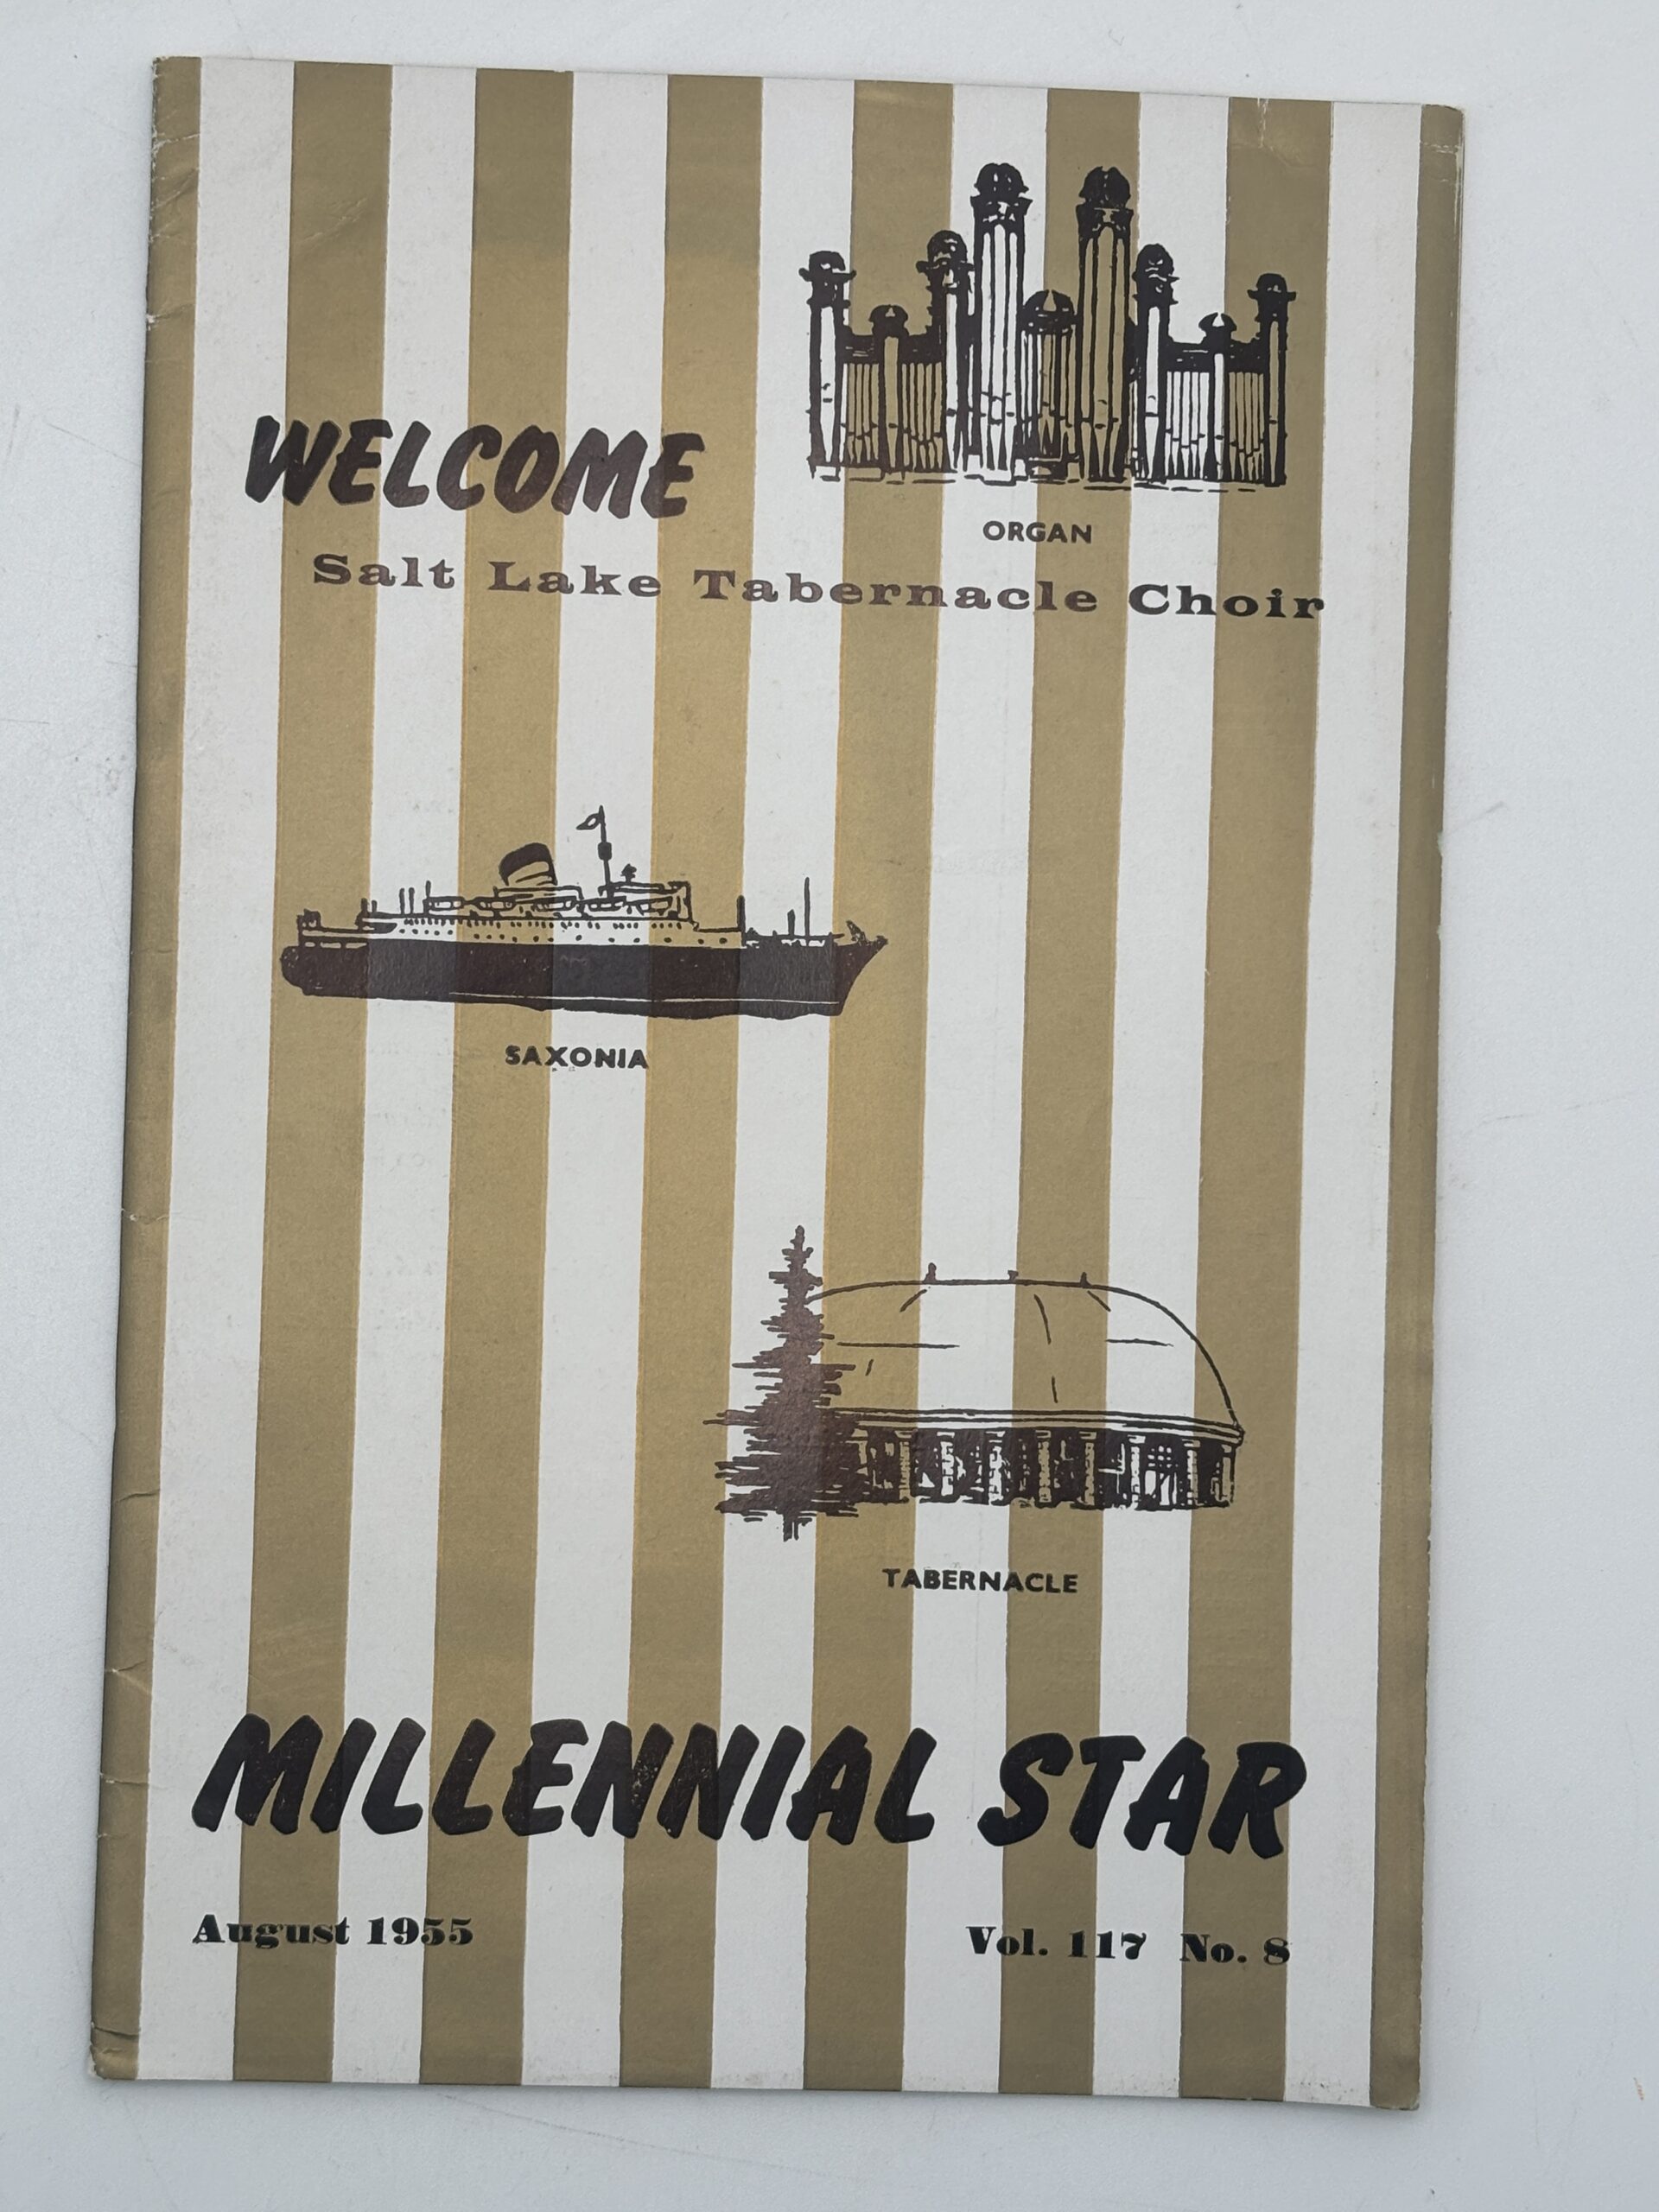 WELCOME
ORGAN
Salt Lake Tabernacle Choir
SAXONIA
TABERNACLE
MILLENNIAL STAR
August 1955
Vol. 117 No. 8